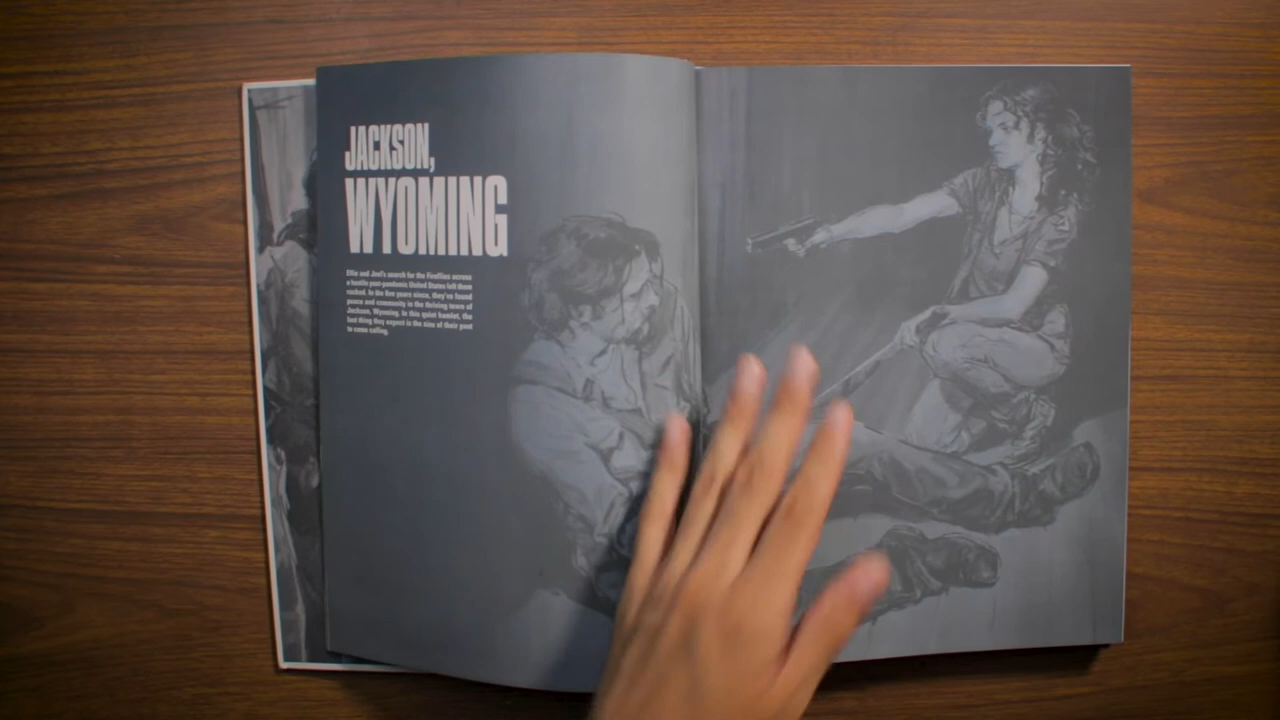 JACKSON,
WYOMING
Ellie and Joel's search for the Fireflies across
a hostile post-pandemic United States left them
rocked. In the five years since, they've found
peace and community in the thriving town of
Jackson, Wyoming. In this quiet hamlet, the
last thing they expect is the sins of their past
to come calling.